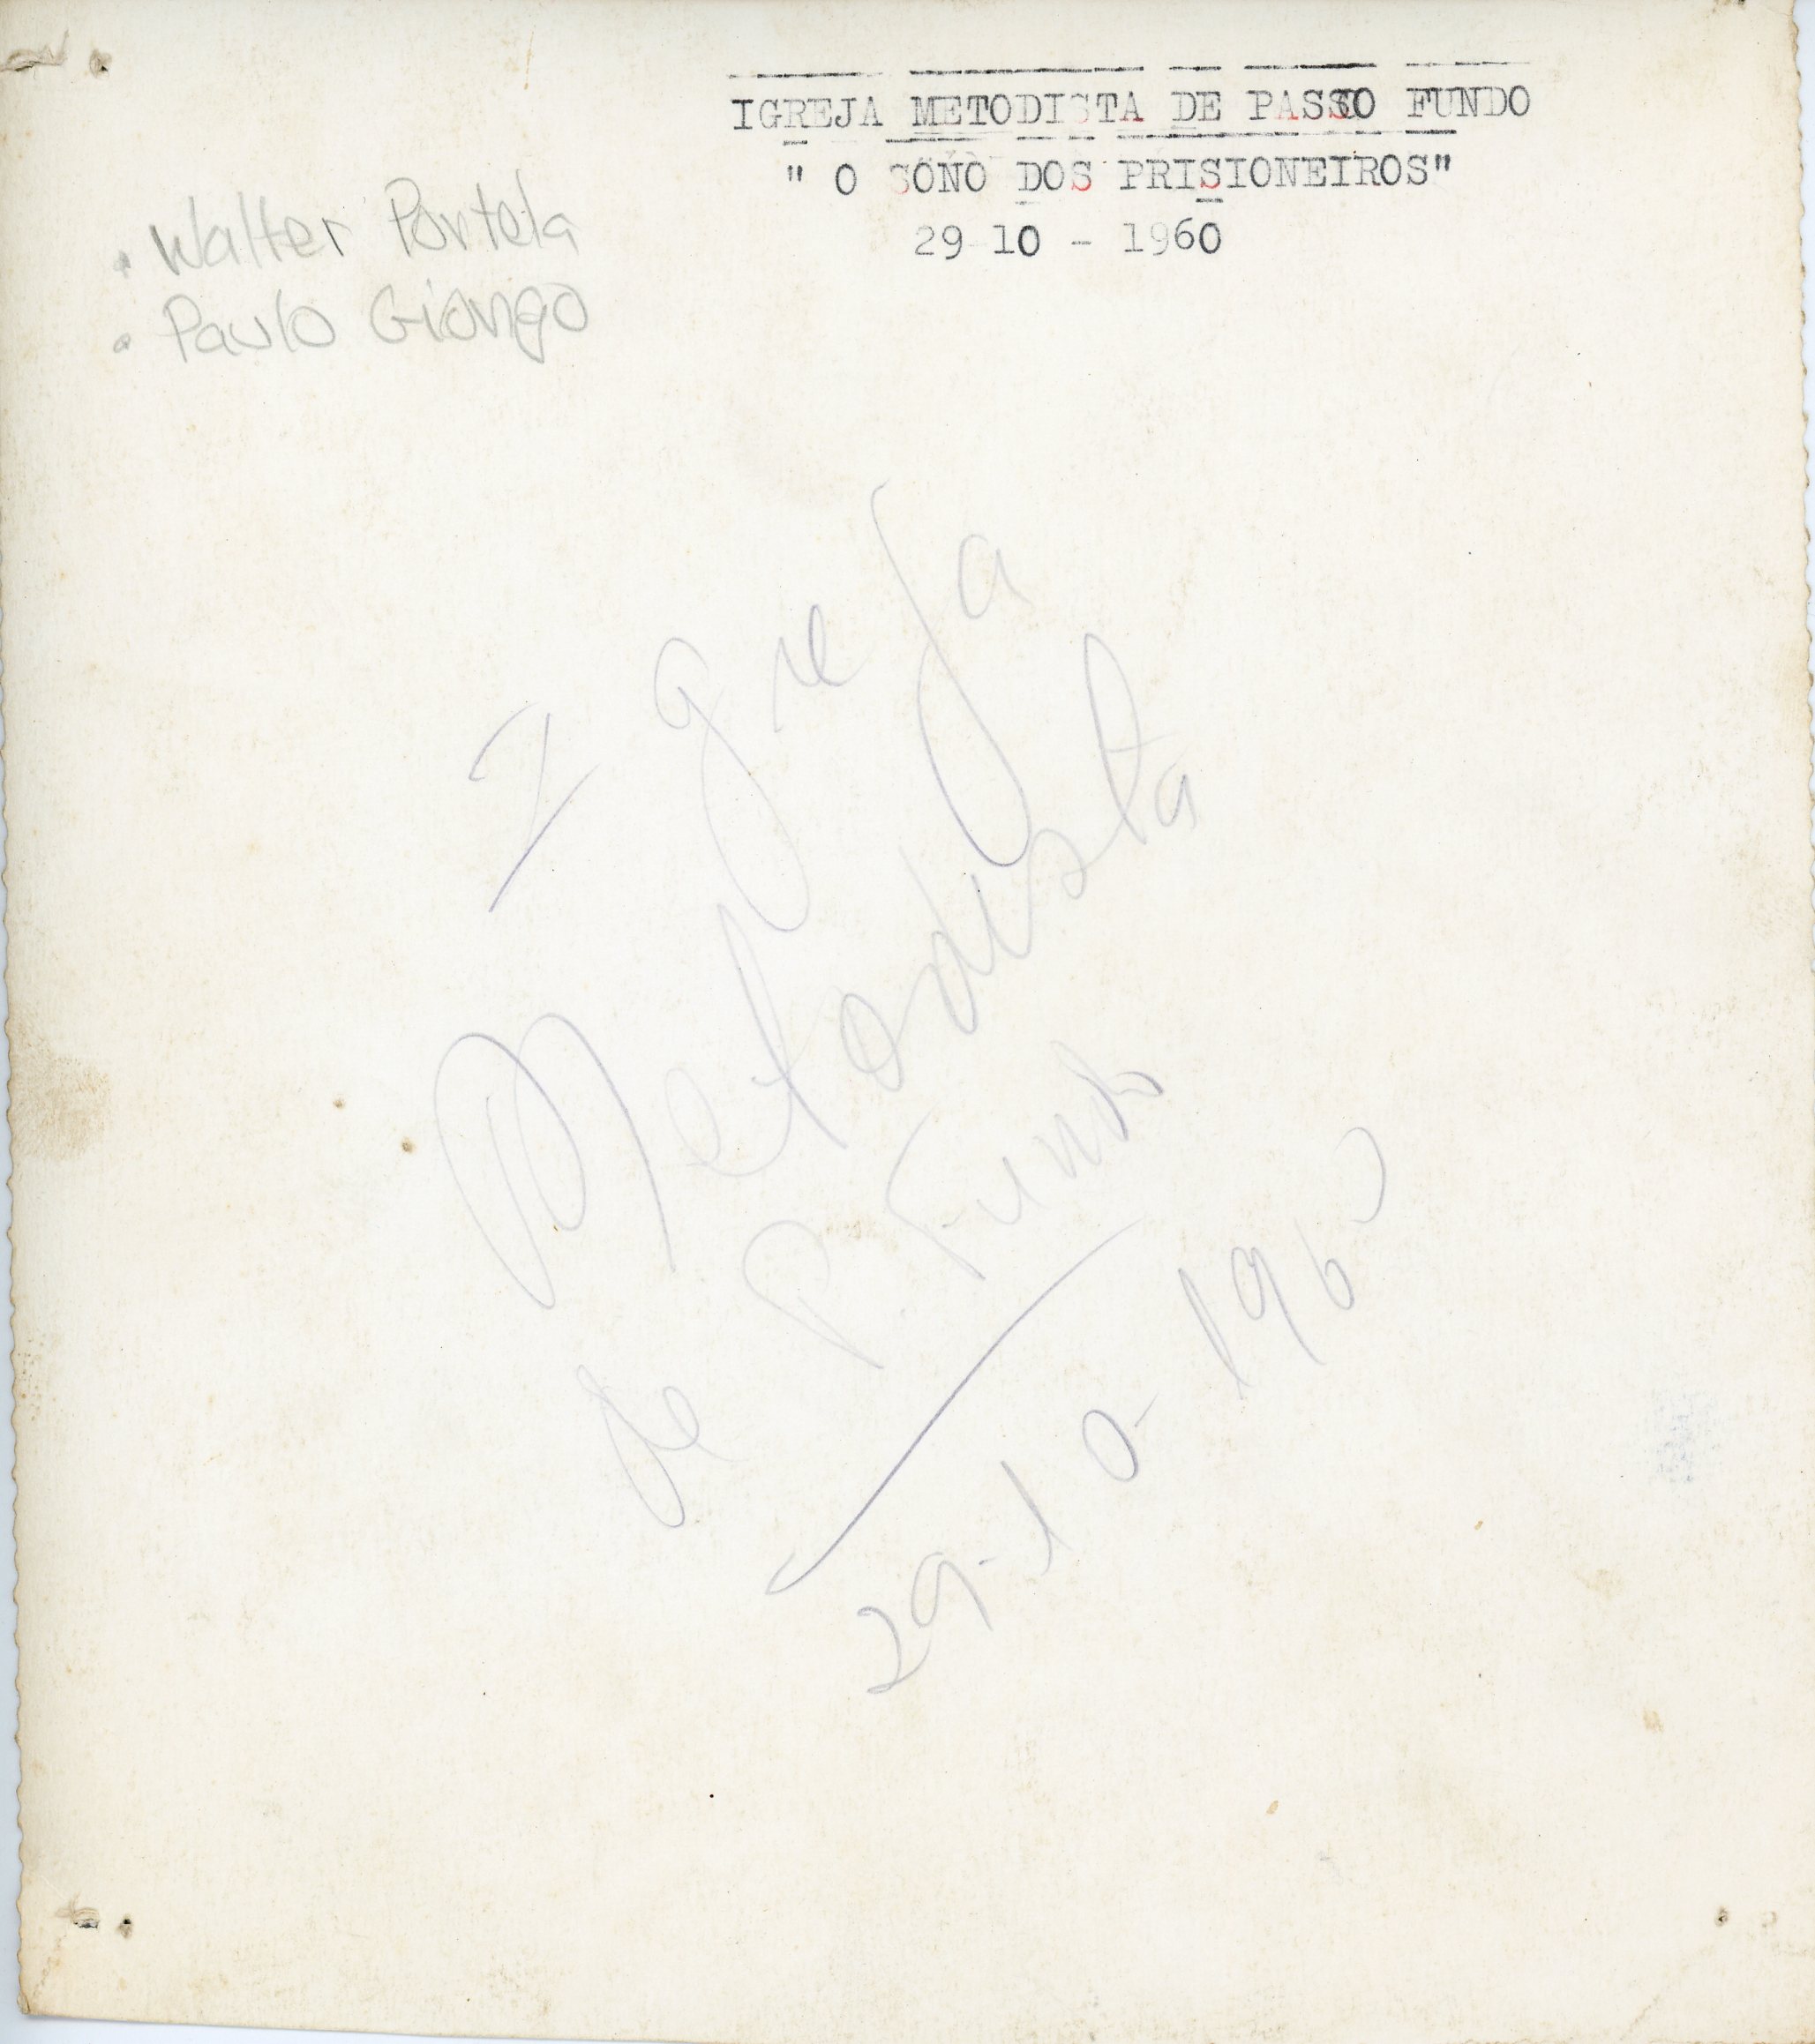 IGREJA METODISTA DE PASSO FUNDO
" O SONO DOS PRISIONEIROS"
29 10 - 1960
. Walter Portela
. Paulo Giongo
Igreja
Metodista
de P. Fundo
29-10-1960